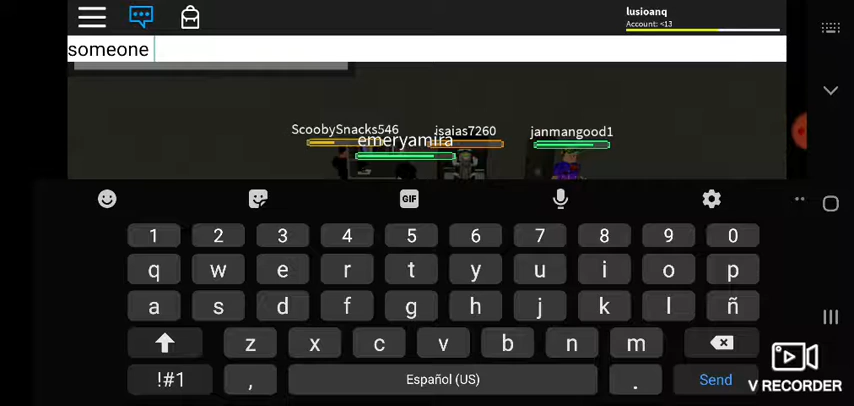 lusioanq
Account: <13
someone
ScoobySnacks546
emeryamira
isaias7260
janmangood1
GIF
1 2 3 4 5 6 7 8 9 0
q w e r t y u i o p
a s d f g h j k l ñ
z x c v b n m
!#1 , Español (US) . Send
V RECORDER